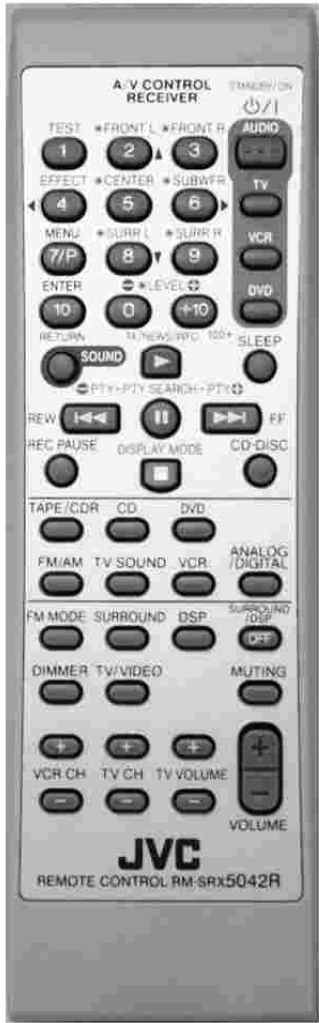 A/V CONTROL
RECEIVER
STANDBY/ON
TEST ∗FRONT L ∗FRONT R AUDIO
1 2 3
EFFECT ∗CENTER ∗SUBWFR TV
4 5 6
MENU ∗SURR L ∗SURR R VCR
7/P 8 9
ENTER ∗LEVEL DVD
10 0 +10
RETURN SOUND TA/NEWS/INFO 100+ SLEEP
PTY PTY SEARCH PTY
REW FF
REC PAUSE DISPLAY MODE CD-DISC
TAPE/CDR CD DVD
FM/AM TV SOUND VCR ANALOG
/DIGITAL
FM MODE SURROUND DSP SURROUND
/DSP
OFF
DIMMER TV/VIDEO MUTING
+ + + +
VCR CH TV CH TV VOLUME
− − − −
VOLUME
JVC
REMOTE CONTROL RM-SRX5042R